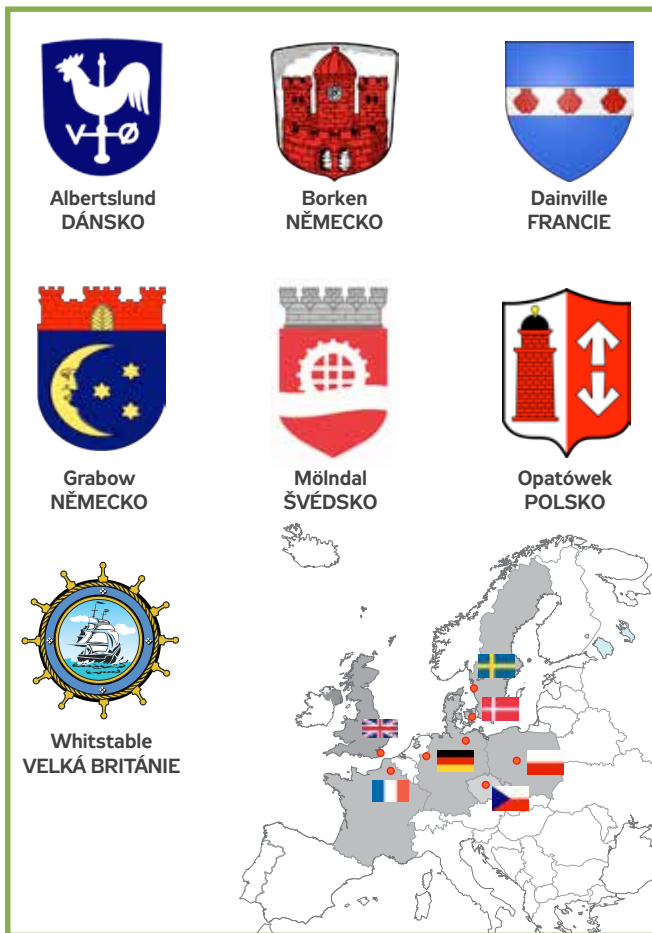 V Ø
Albertslund
DÁNSKO
Borken
NĚMECKO
Dainville
FRANCIE
Grabow
NĚMECKO
Mölndal
ŠVÉDSKO
Opatówek
POLSKO
Whitstable
VELKÁ BRITÁNIE